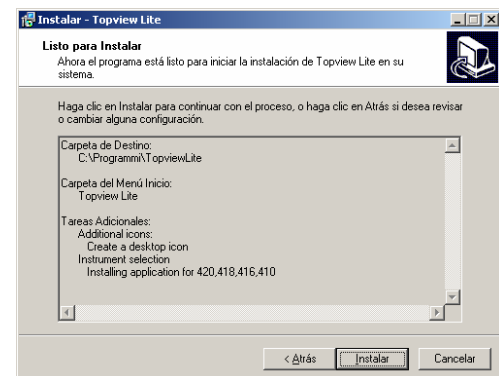 Instalar - Topview Lite
Listo para Instalar
Ahora el programa está listo para iniciar la instalación de Topview Lite en su
sistema.
Haga clic en Instalar para continuar con el proceso, o haga clic en Atrás si desea revisar
o cambiar alguna configuración.
Carpeta de Destino:
C:\Programmi\TopviewLite
Carpeta del Menú Inicio:
Topview Lite
Tareas Adicionales:
Additional icons:
Create a desktop icon
Instrument selection
Installing application for 420,418,416,410
< Atrás Instalar Cancelar